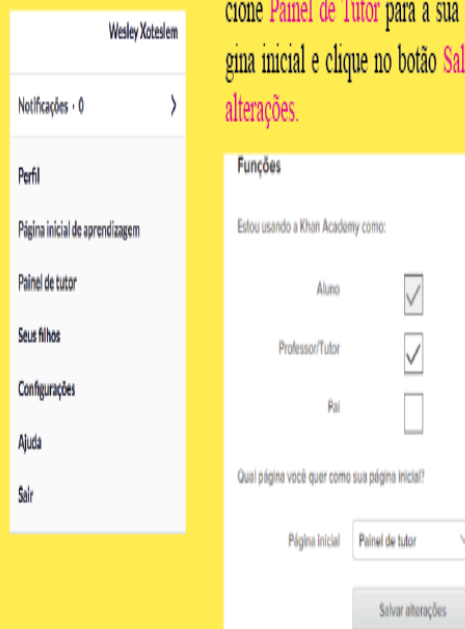 Wesley Xoteslem
Notificações - 0
Perfil
Página inicial de aprendizagem
Painel de tutor
Seus filhos
Configurações
Ajuda
Sair
cione Painel de Tutor para a sua
gina inicial e clique no botão Sal
alterações.
Funções
Estou usando a Khan Academy como:
Aluno
Professor/Tutor
Pai
Qual página você quer como sua página inicial?
Página inicial Painel de tutor
Salvar alterações